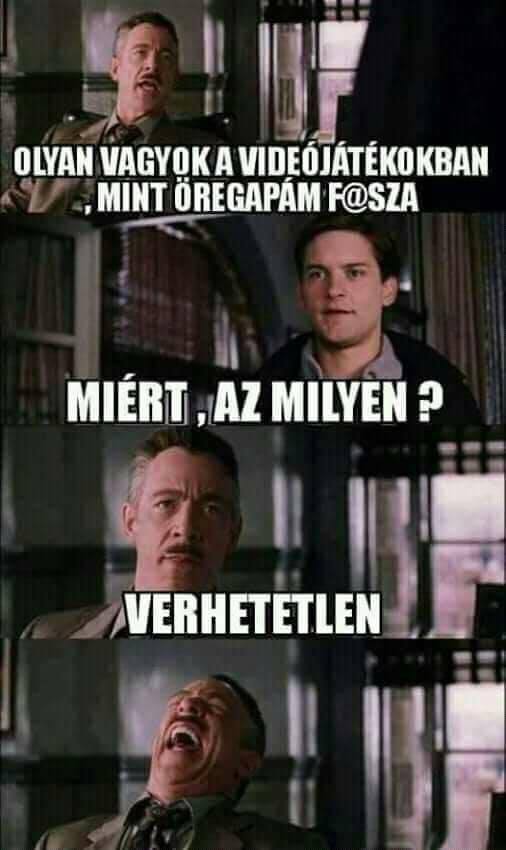 OLYAN VAGYOK A VIDEÓJÁTÉKOKBAN
, MINT ÖREGAPÁM F@SZA
MIÉRT , AZ MILYEN ?
VERHETETLEN